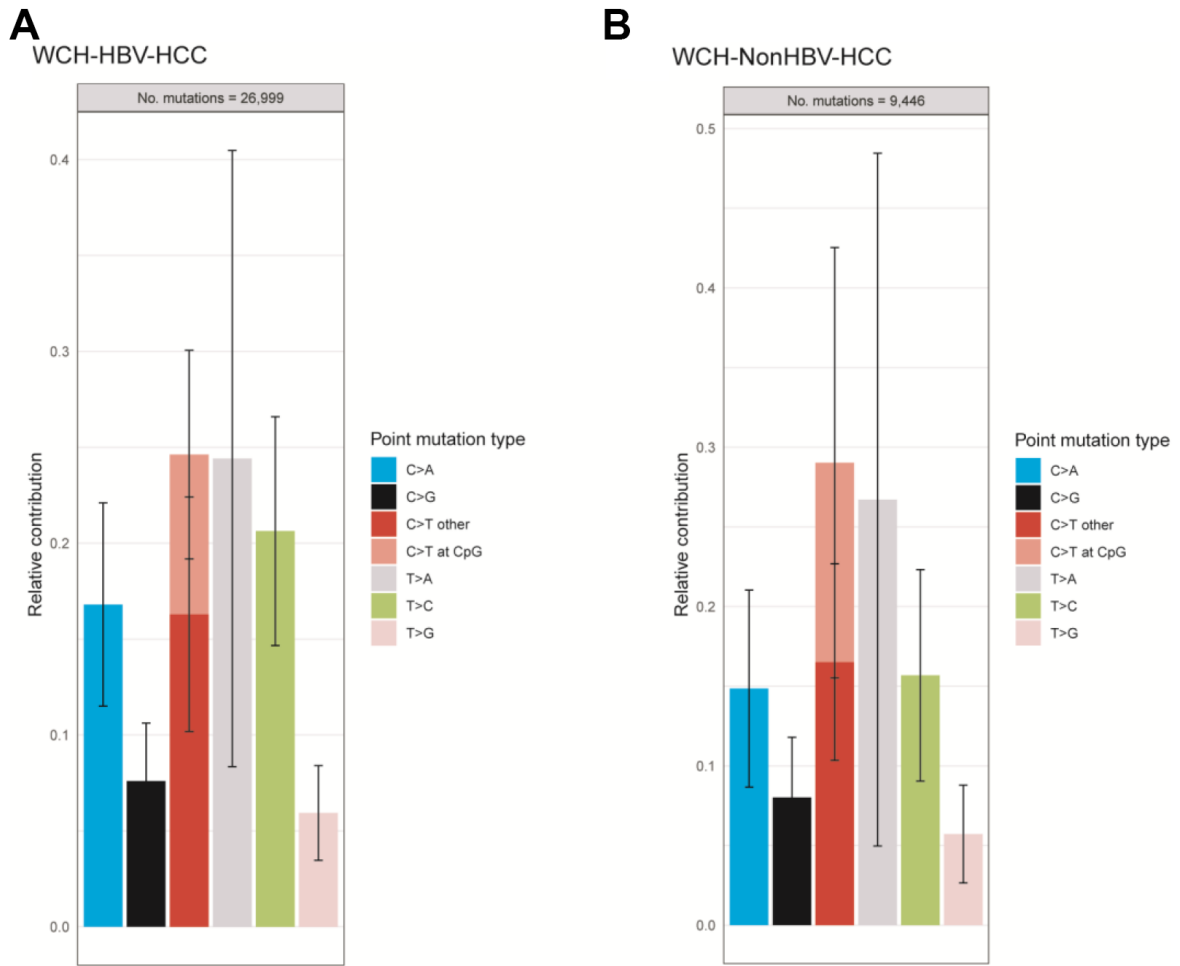 A
WCH-HBV-HCC
No. mutations = 26,999
0.4
0.3
0.2
0.1
0.0
Relative contribution
Point mutation type
C>A
C>G
C>T other
C>T at CpG
T>A
T>C
T>G
B
WCH-NonHBV-HCC
No. mutations = 9,446
0.5
0.4
0.3
0.2
0.1
0.0
Relative contribution
Point mutation type
C>A
C>G
C>T other
C>T at CpG
T>A
T>C
T>G